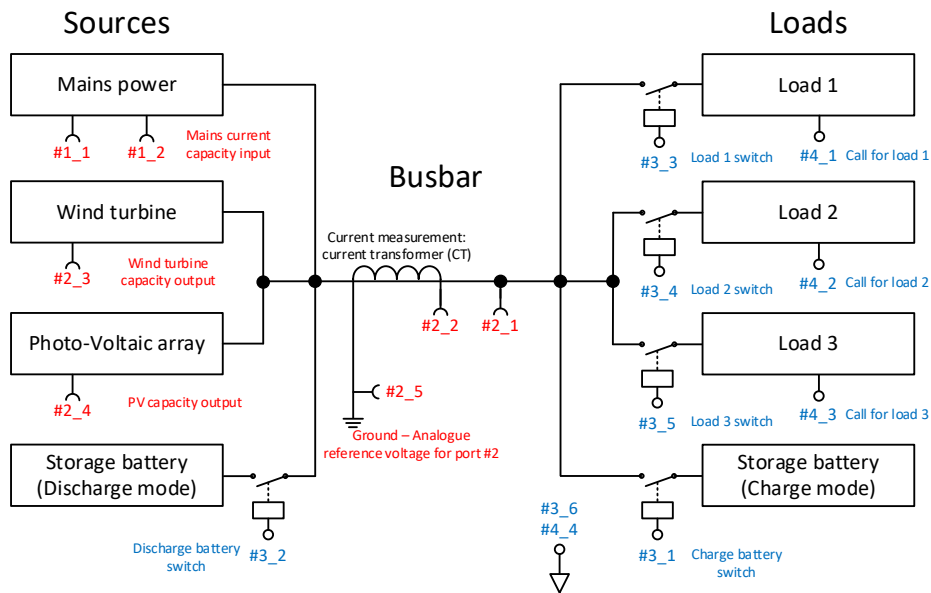 Sources
Loads
Mains power
#1_1
#1_2
Mains current
capacity input
Load 1
#3_3
Load 1 switch
#4_1
Call for load 1
Busbar
Wind turbine
#2_3
Wind turbine
capacity output
Current measurement:
current transformer (CT)
Load 2
#3_4
Load 2 switch
#4_2
Call for load 2
#2_2
#2_1
Photo-Voltaic array
#2_4
PV capacity output
#2_5
Ground – Analogue
reference voltage for port #2
Load 3
#3_5
Load 3 switch
#4_3
Call for load 3
Storage battery
(Discharge mode)
Discharge battery
switch
#3_2
#3_6
#4_4
Storage battery
(Charge mode)
#3_1
Charge battery
switch